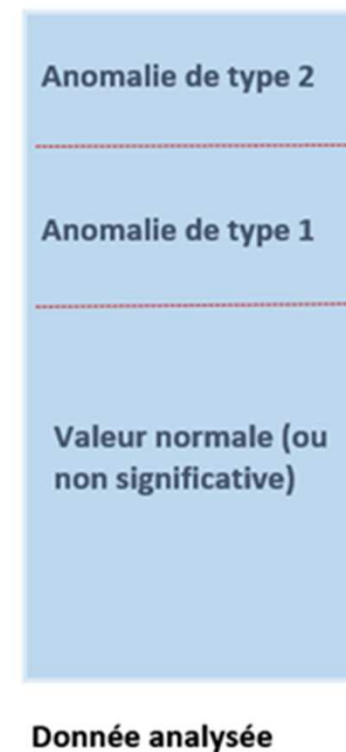 Anomalie de type 2
Anomalie de type 1
Valeur normale (ou
non significative)
Donnée analysée